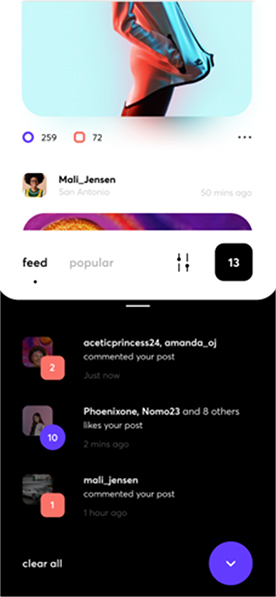 259 72
Mali_Jensen
San Antonio 50 mins ago
feed popular 13
aceticprincess24, amanda_oj
commented your post
2
Just now
Phoenixone, Nomo23 and 8 others
likes your post
10
2 mins ago
mali_jensen
commented your post
1
1 hour ago
clear all